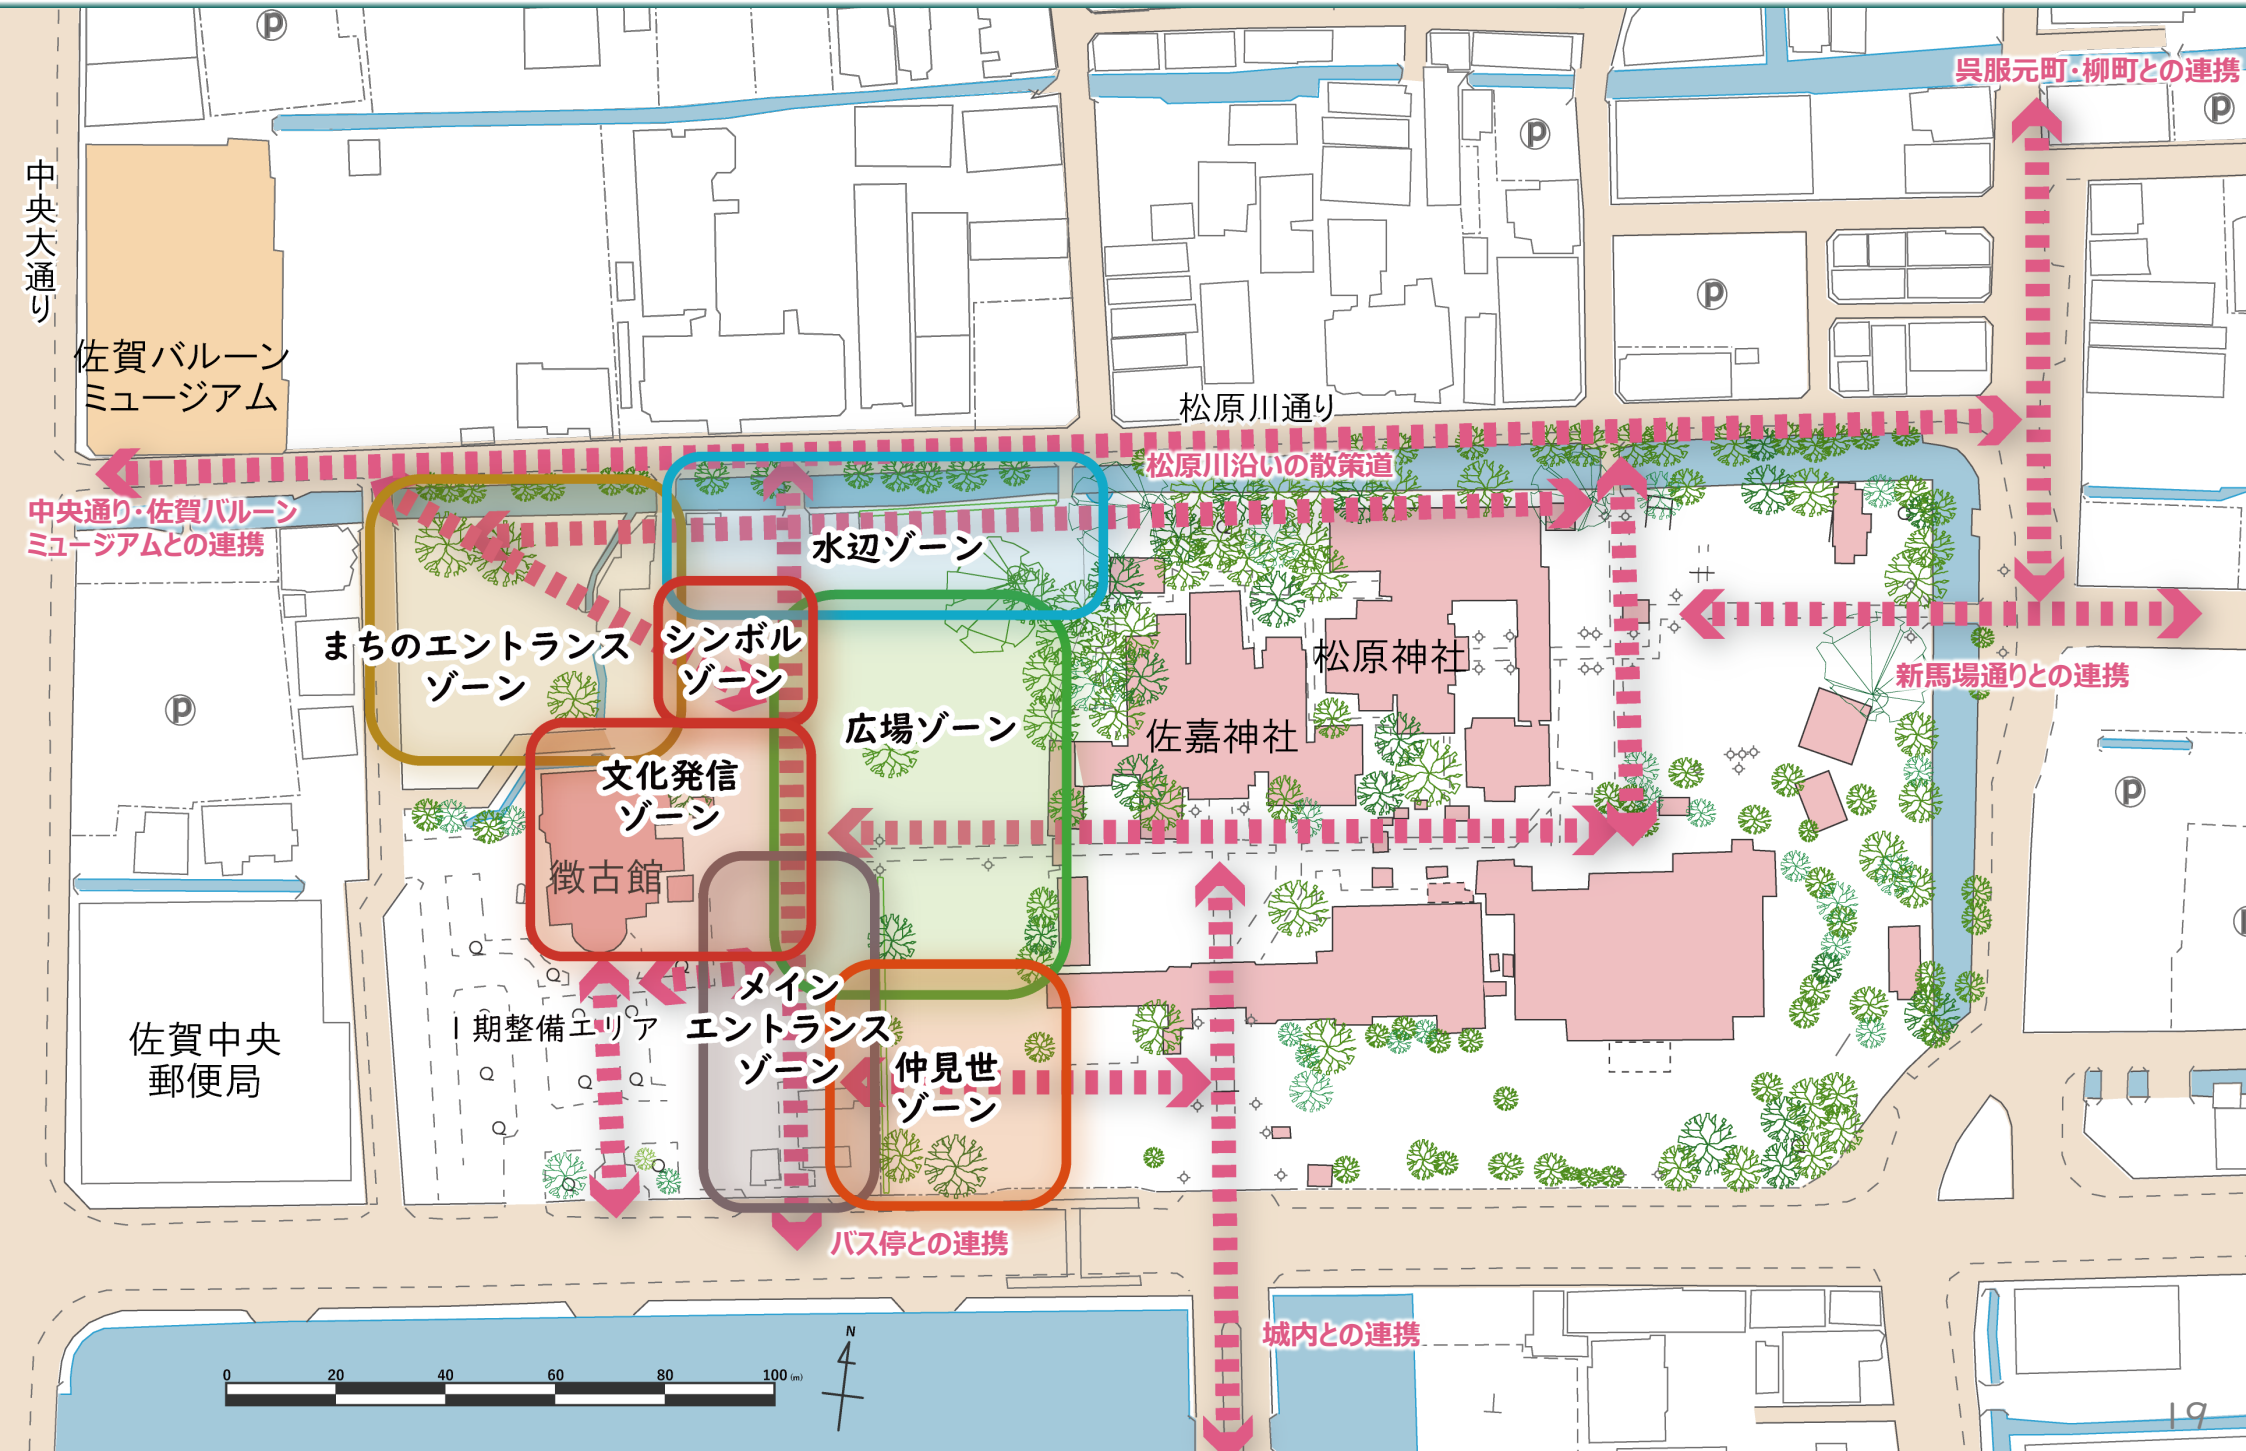 P
呉服元町・柳町との連携
P
P
中央大通り
P
佐賀バルーン
ミュージアム
松原川通り
松原川沿いの散策道
中央通り・佐賀バルーン
ミュージアムとの連携
水辺ゾーン
まちのエントランス
ゾーン
シンボル
ゾーン
松原神社
新馬場通りとの連携
P
広場ゾーン
佐嘉神社
文化発信
ゾーン
P
徴古館
P
メイン
エントランス
ゾーン
Ⅰ期整備エリア
佐賀中央
郵便局
仲見世
ゾーン
バス停との連携
城内との連携
N
0 20 40 60 80 100 (m)
19